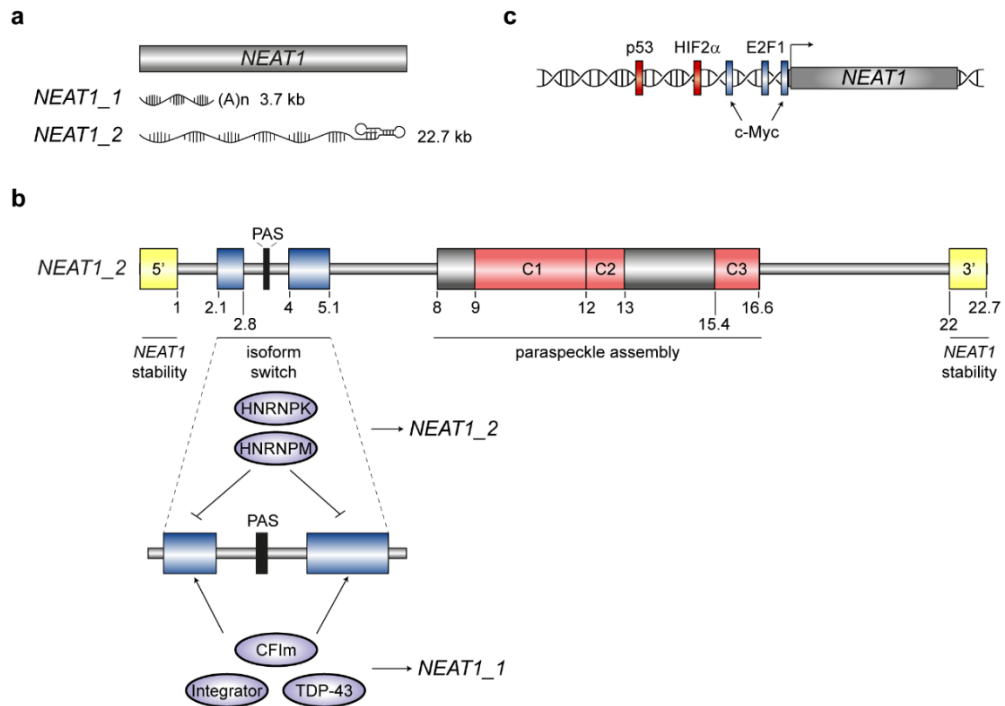 a
NEAT1
NEAT1_1 (A)n 3.7 kb
NEAT1_2 22.7 kb
c
p53 HIF2α E2F1
NEAT1
c-Myc
b
PAS
NEAT1_2 5’ C1 C2 C3 3’
1 2.1 4 5.1 8 9 12 13 16.6 22.7
2.8 15.4 22
NEAT1
stability
isoform
switch
paraspeckle assembly
NEAT1
stability
HNRNPK
HNRNPM
NEAT1_2
PAS
CFIm
Integrator TDP-43
NEAT1_1